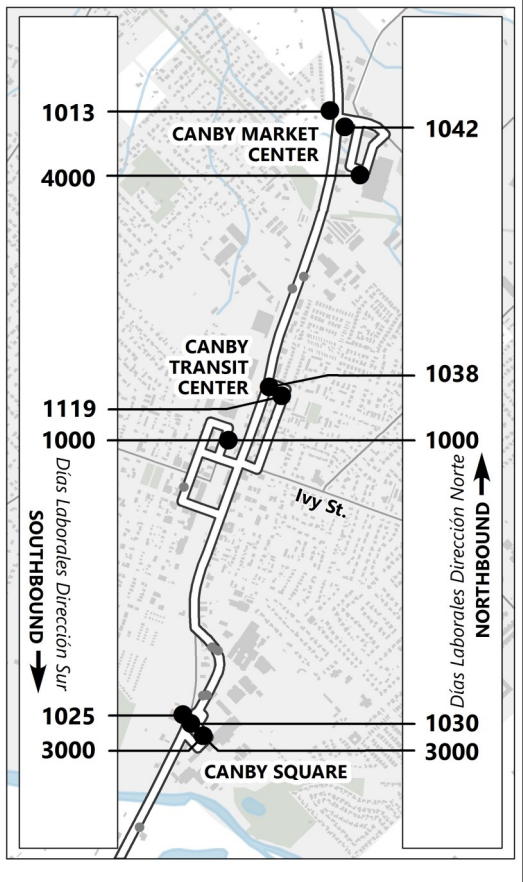 1013
CANBY MARKET
CENTER
1042
4000
CANBY
TRANSIT
CENTER
1038
1119
1000
1000
Ivy St.
Días Laborales Dirección Sur
SOUTHBOUND
Días Laborales Dirección Norte
NORTHBOUND
1025
1030
3000
3000
CANBY SQUARE